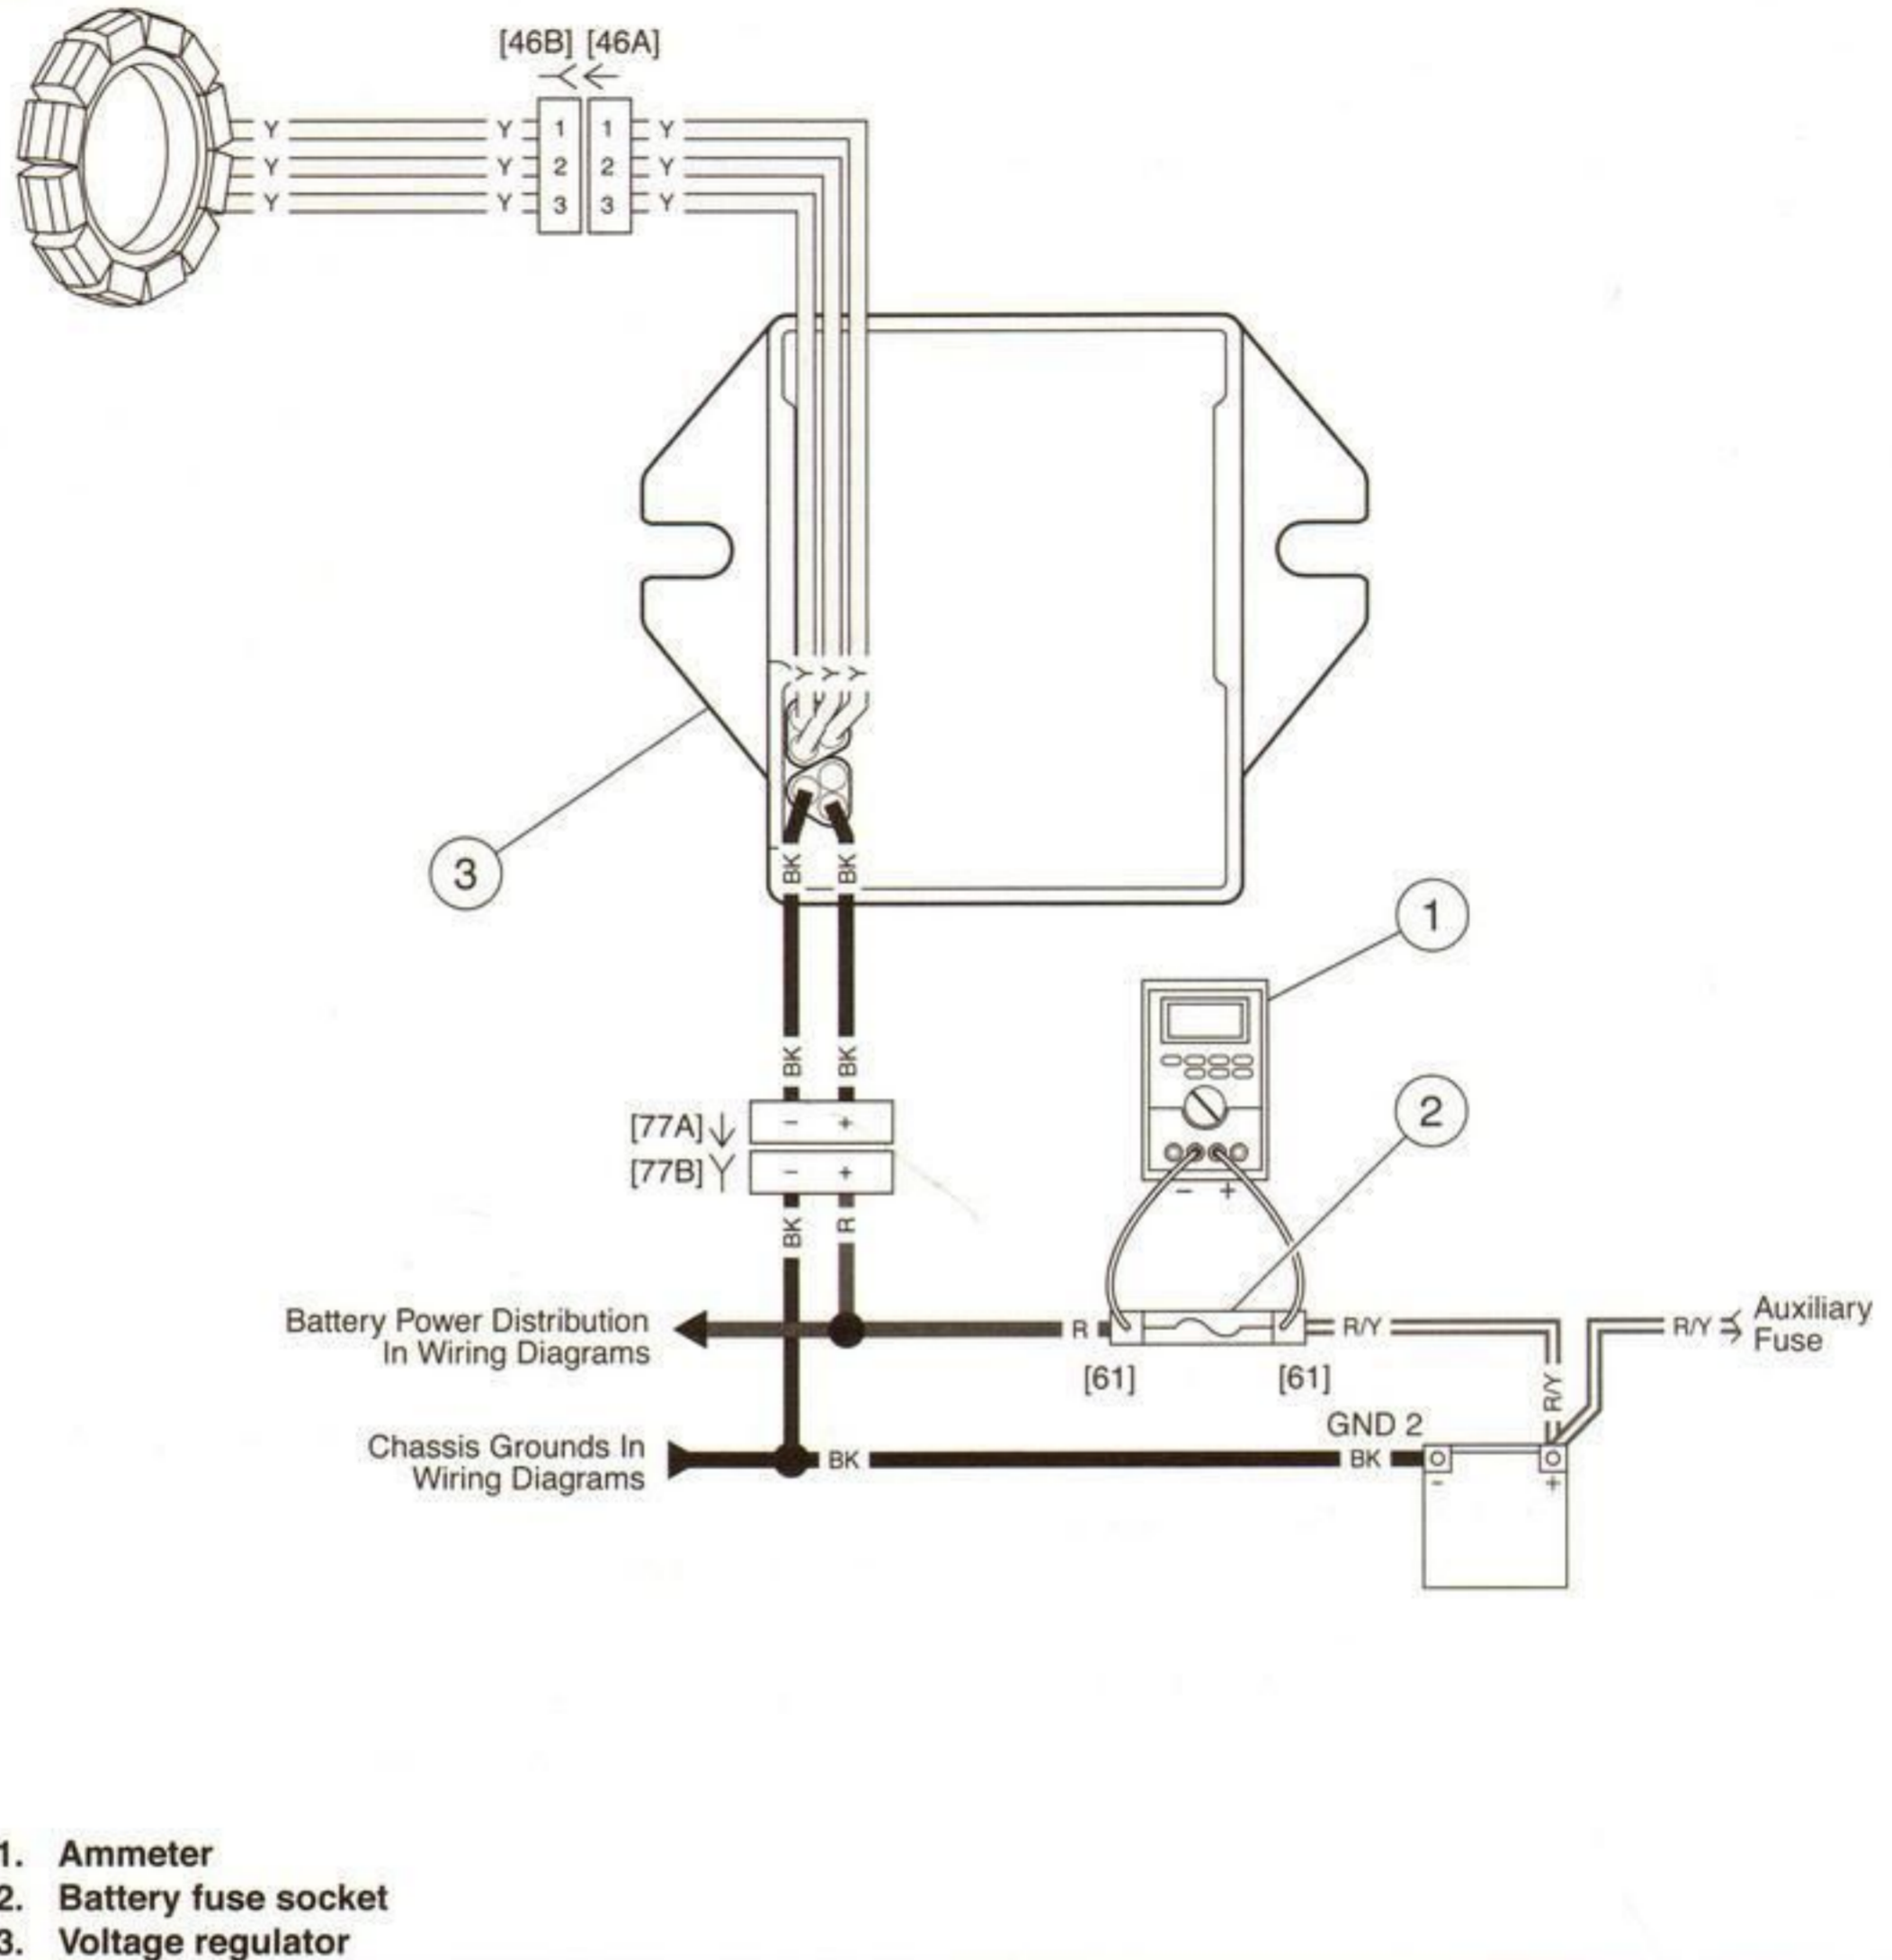 [46B] [46A]
Y Y 1 1 Y
Y Y 2 2 Y
Y Y 3 3 Y
Y Y Y
3
BK BK
1
BK BK
2
[77A] - +
[77B] - +
- +
BK R
Battery Power Distribution
In Wiring Diagrams
R
R/Y
R/Y
Auxiliary
Fuse
[61] [61]
R/Y
GND 2
Chassis Grounds In
Wiring Diagrams
BK
BK
- +
1. Ammeter
2. Battery fuse socket
3. Voltage regulator